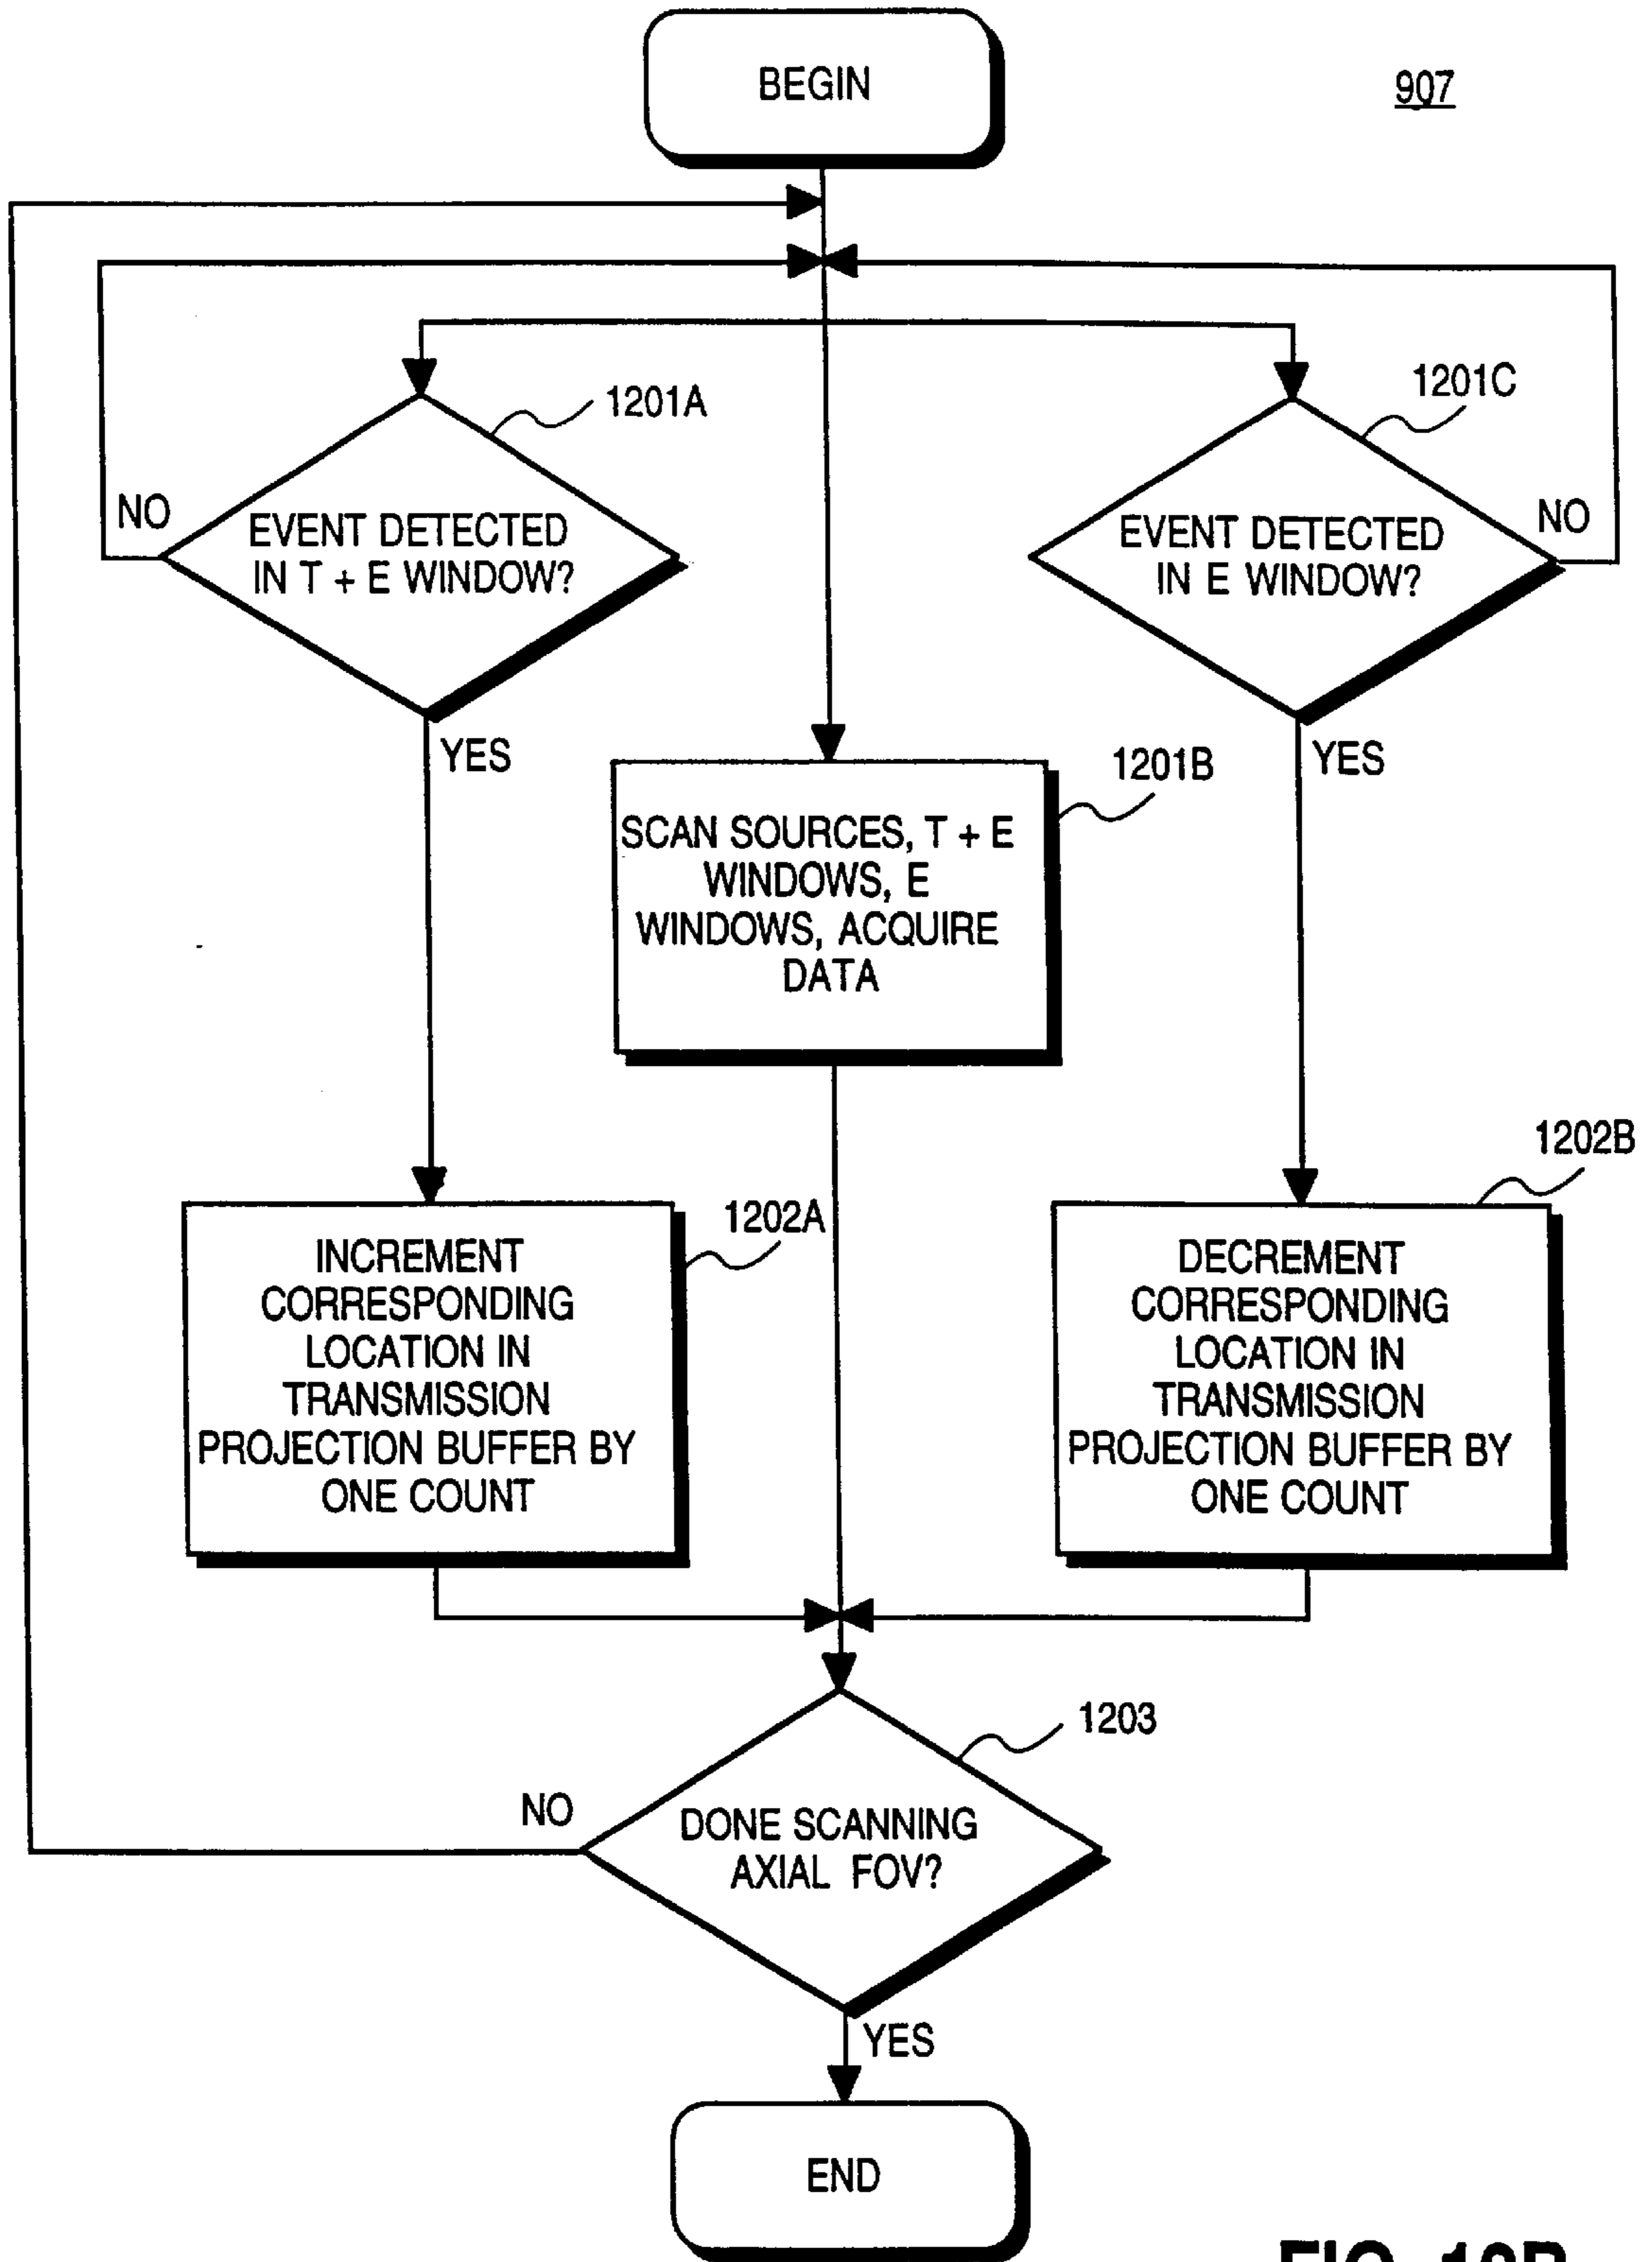 BEGIN
907
1201A
1201C
NO
EVENT DETECTED
IN T + E WINDOW?
EVENT DETECTED
IN E WINDOW?
NO
YES
YES
1201B
SCAN SOURCES, T + E
WINDOWS, E
WINDOWS, ACQUIRE
DATA
1202A
1202B
INCREMENT
CORRESPONDING
LOCATION IN
TRANSMISSION
PROJECTION BUFFER BY
ONE COUNT
DECREMENT
CORRESPONDING
LOCATION IN
TRANSMISSION
PROJECTION BUFFER BY
ONE COUNT
1203
NO
DONE SCANNING
AXIAL FOV?
YES
END
FIG.